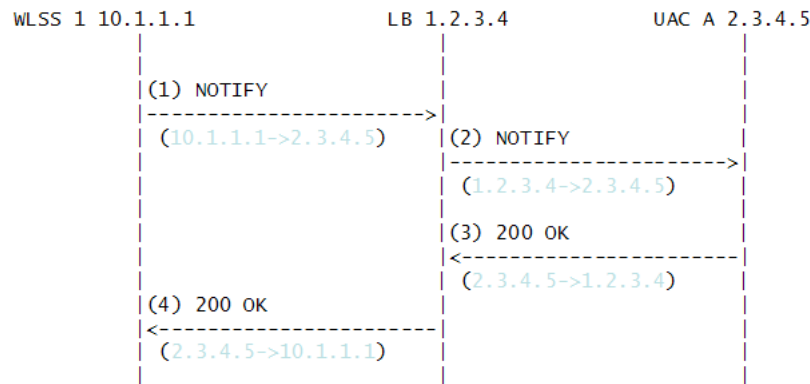 WLSS 1 10.1.1.1 LB 1.2.3.4 UAC A 2.3.4.5
(1) NOTIFY
(10.1.1.1->2.3.4.5) (2) NOTIFY
(1.2.3.4->2.3.4.5)
(3) 200 OK
(2.3.4.5->1.2.3.4)
(4) 200 OK
(2.3.4.5->10.1.1.1)